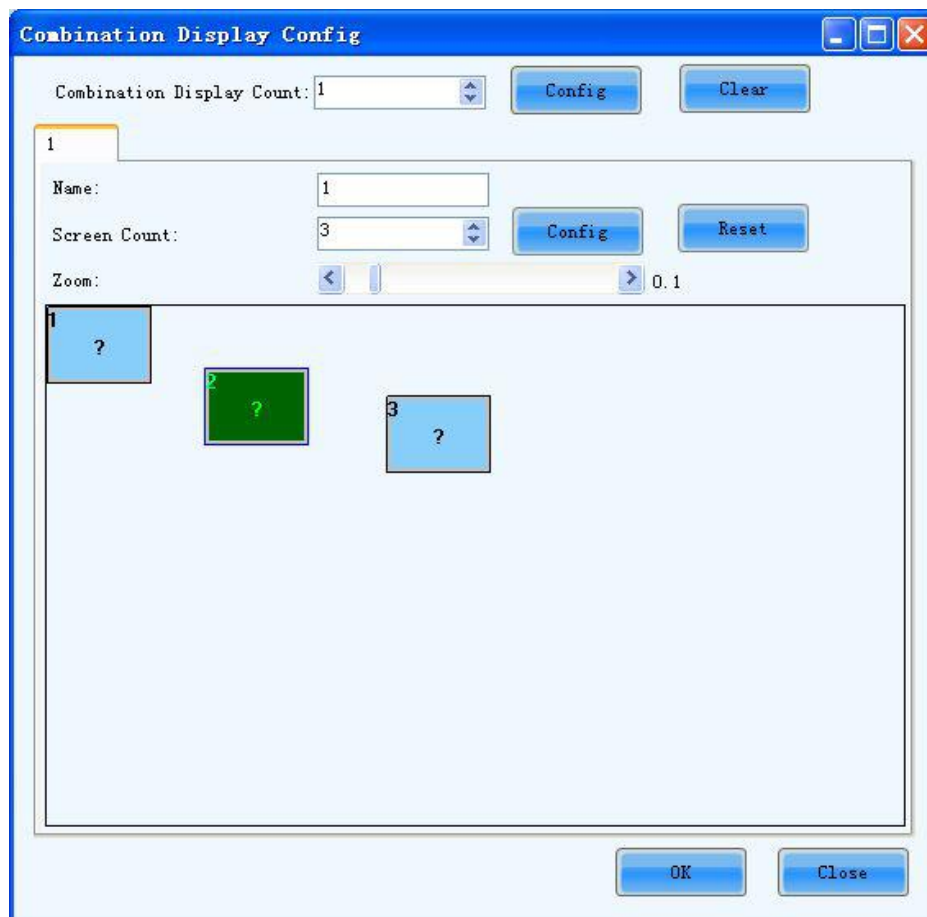 Combination Display Config
Combination Display Count: 1 Config Clear
1
Name: 1
Screen Count: 3 Config Reset
Zoom: 0.1
1
?
2
?
3
?
OK Close